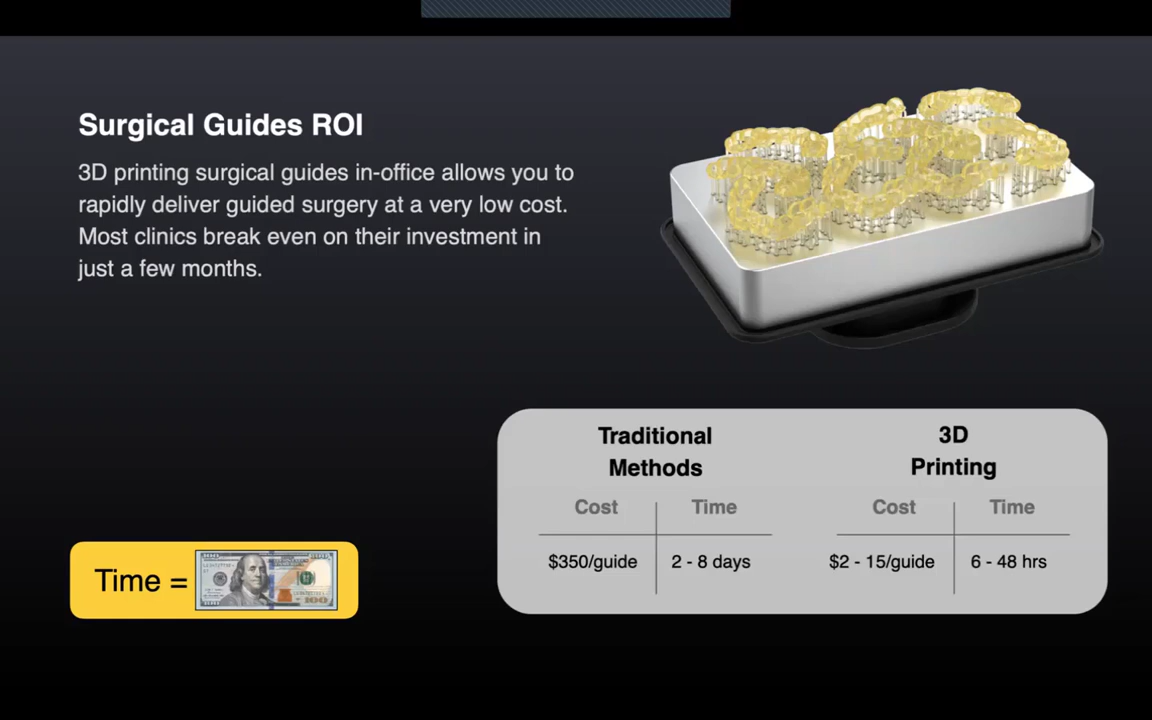 Surgical Guides ROI
3D printing surgical guides in-office allows you to
rapidly deliver guided surgery at a very low cost.
Most clinics break even on their investment in
just a few months.
Traditional
Methods
Cost
Time
$350/guide
2 - 8 days
3D
Printing
Cost
Time
$2 - 15/guide
6 - 48 hrs
Time =
100